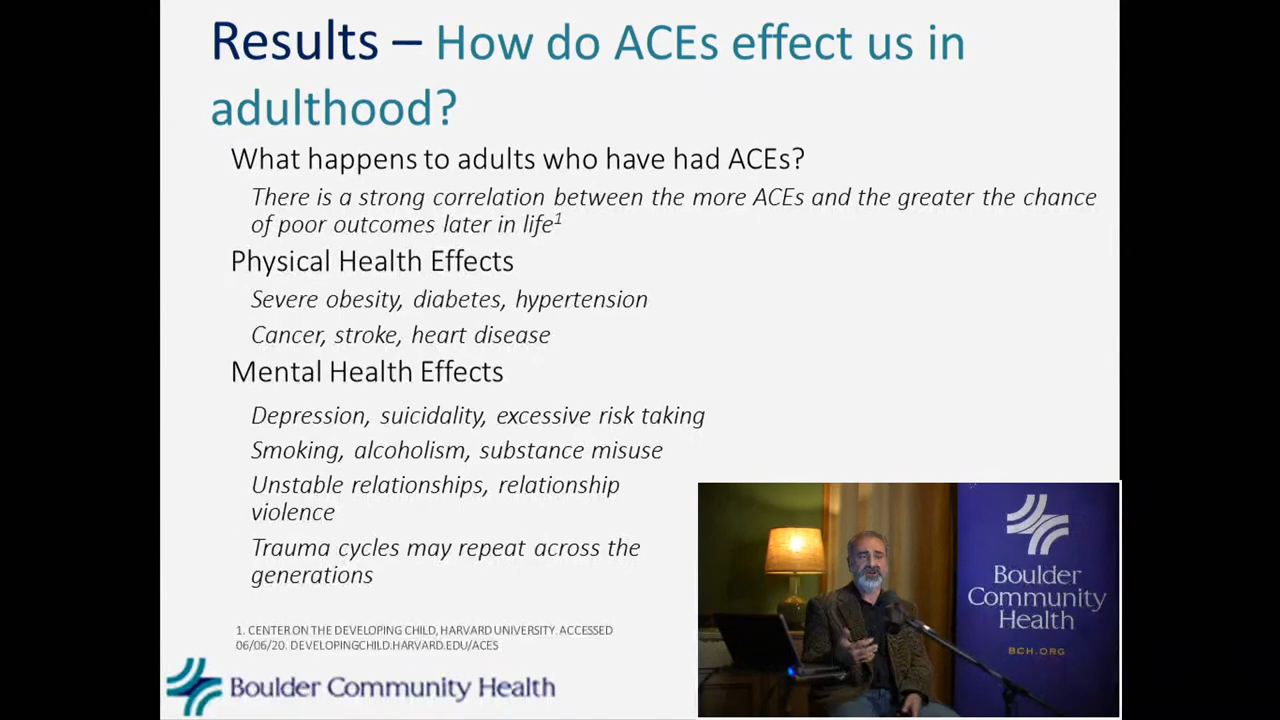 Results – How do ACEs effect us in
adulthood?
What happens to adults who have had ACEs?
There is a strong correlation between the more ACEs and the greater the chance
of poor outcomes later in life1
Physical Health Effects
Severe obesity, diabetes, hypertension
Cancer, stroke, heart disease
Mental Health Effects
Depression, suicidality, excessive risk taking
Smoking, alcoholism, substance misuse
Unstable relationships, relationship
violence
Trauma cycles may repeat across the
generations
1. CENTER ON THE DEVELOPING CHILD, HARVARD UNIVERSITY. ACCESSED
06/06/20. DEVELOPINGCHILD.HARVARD.EDU/ACES
Boulder Community Health
Boulder
Community
Health
BCH.ORG